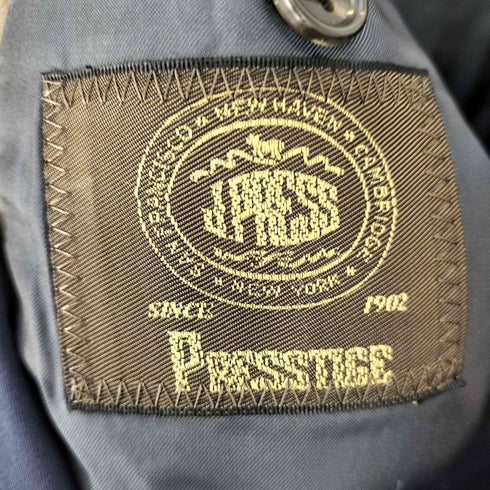 SAN FRANCISCO ★ NEW HAVEN ★ CAMBRIDGE ★ NEW YORK ★
J. PRESS
SINCE 1902
PRESSTIGE